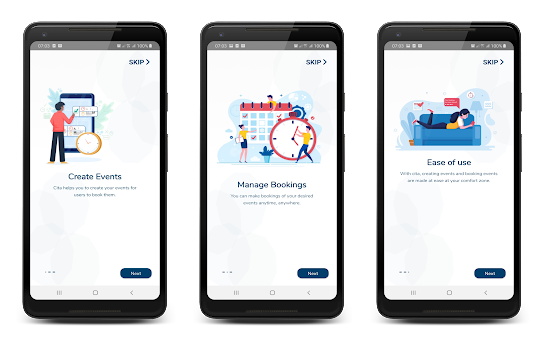 07:03
100%
SKIP
Create Events
Cita helps you to create your events for
users to book them.
Next
07:03
100%
SKIP
Manage Bookings
You can make bookings of your desired
events anytime, anywhere.
Next
07:03
100%
SKIP
Ease of use
With cita, creating events and booking events
are made at ease at your comfort zone
Next